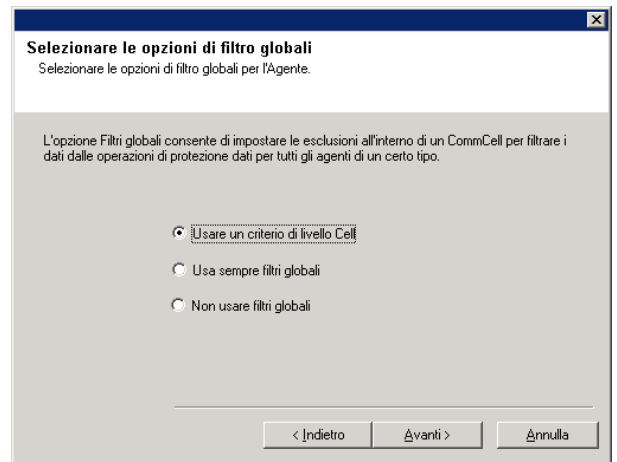 Selezionare le opzioni di filtro globali
Selezionare le opzioni di filtro globali per l'Agente.
L'opzione Filtri globali consente di impostare le esclusioni all'interno di un CommCell per filtrare i
dati dalle operazioni di protezione dati per tutti gli agenti di un certo tipo.
Usare un criterio di livello Cell
Usa sempre filtri globali
Non usare filtri globali
< Indietro
Avanti >
Annulla